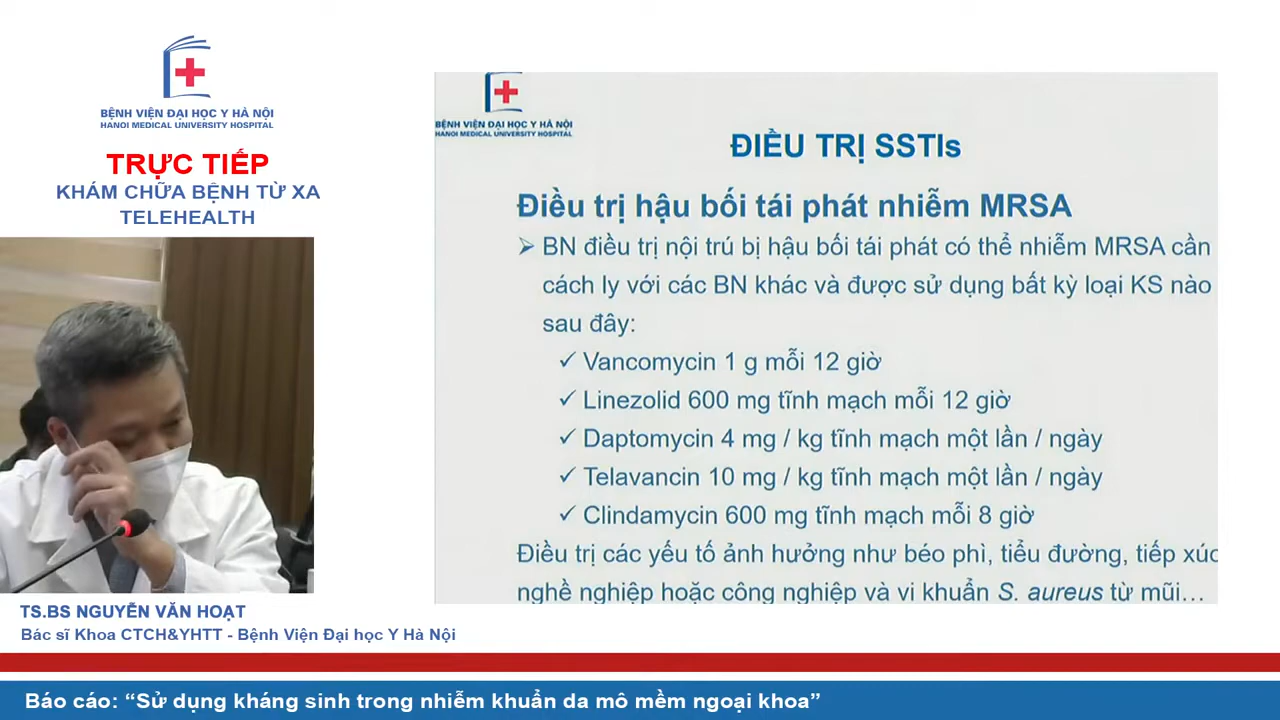 BỆNH VIỆN ĐẠI HỌC Y HÀ NỘI
HANOI MEDICAL UNIVERSITY HOSPITAL
TRỰC TIẾP
KHÁM CHỮA BỆNH TỪ XA
TELEHEALTH
BỆNH VIỆN ĐẠI HỌC Y HÀ NỘI
HANOI MEDICAL UNIVERSITY HOSPITAL
ĐIỀU TRỊ SSTIs
Điều trị hậu bối tái phát nhiễm MRSA
➢ BN điều trị nội trú bị hậu bối tái phát có thể nhiễm MRSA cần
cách ly với các BN khác và được sử dụng bất kỳ loại KS nào
sau đây:
✓ Vancomycin 1 g mỗi 12 giờ
✓ Linezolid 600 mg tĩnh mạch mỗi 12 giờ
✓ Daptomycin 4 mg / kg tĩnh mạch một lần / ngày
✓ Telavancin 10 mg / kg tĩnh mạch một lần / ngày
✓ Clindamycin 600 mg tĩnh mạch mỗi 8 giờ
Điều trị các yếu tố ảnh hưởng như béo phì, tiểu đường, tiếp xúc
nghề nghiệp hoặc công nghiệp và vi khuẩn S. aureus từ mũi...
TS.BS NGUYỄN VĂN HOẠT
Bác sĩ Khoa CTCH&YHTT - Bệnh Viện Đại học Y Hà Nội
Báo cáo: “Sử dụng kháng sinh trong nhiễm khuẩn da mô mềm ngoại khoa”